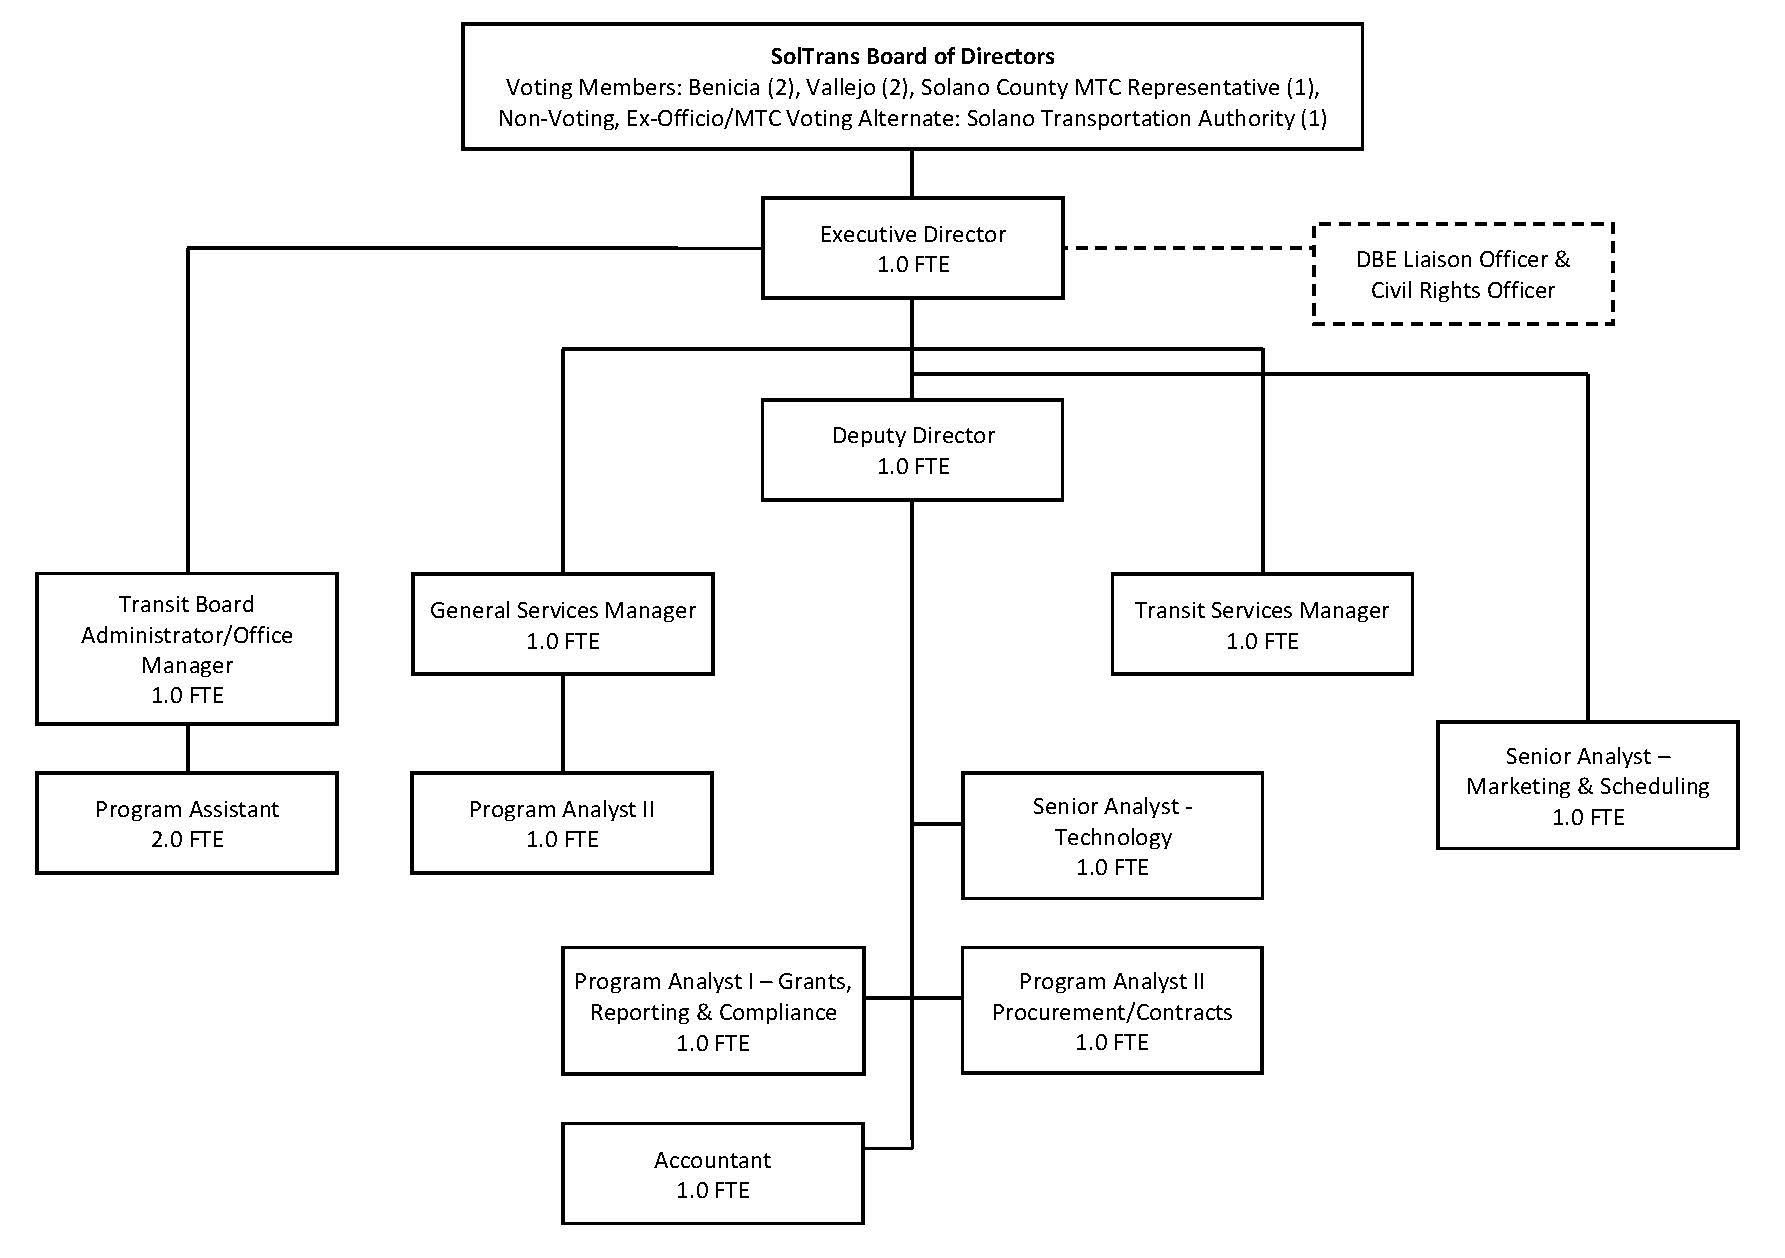 SolTrans Board of Directors
Voting Members: Benicia (2), Vallejo (2), Solano County MTC Representative (1),
Non-Voting, Ex-Officio/MTC Voting Alternate: Solano Transportation Authority (1)
Executive Director
1.0 FTE
DBE Liaison Officer &
Civil Rights Officer
Deputy Director
1.0 FTE
Transit Board
Administrator/Office
Manager
1.0 FTE
General Services Manager
1.0 FTE
Transit Services Manager
1.0 FTE
Senior Analyst –
Marketing & Scheduling
1.0 FTE
Program Assistant
2.0 FTE
Program Analyst II
1.0 FTE
Senior Analyst -
Technology
1.0 FTE
Program Analyst I – Grants,
Reporting & Compliance
1.0 FTE
Program Analyst II
Procurement/Contracts
1.0 FTE
Accountant
1.0 FTE